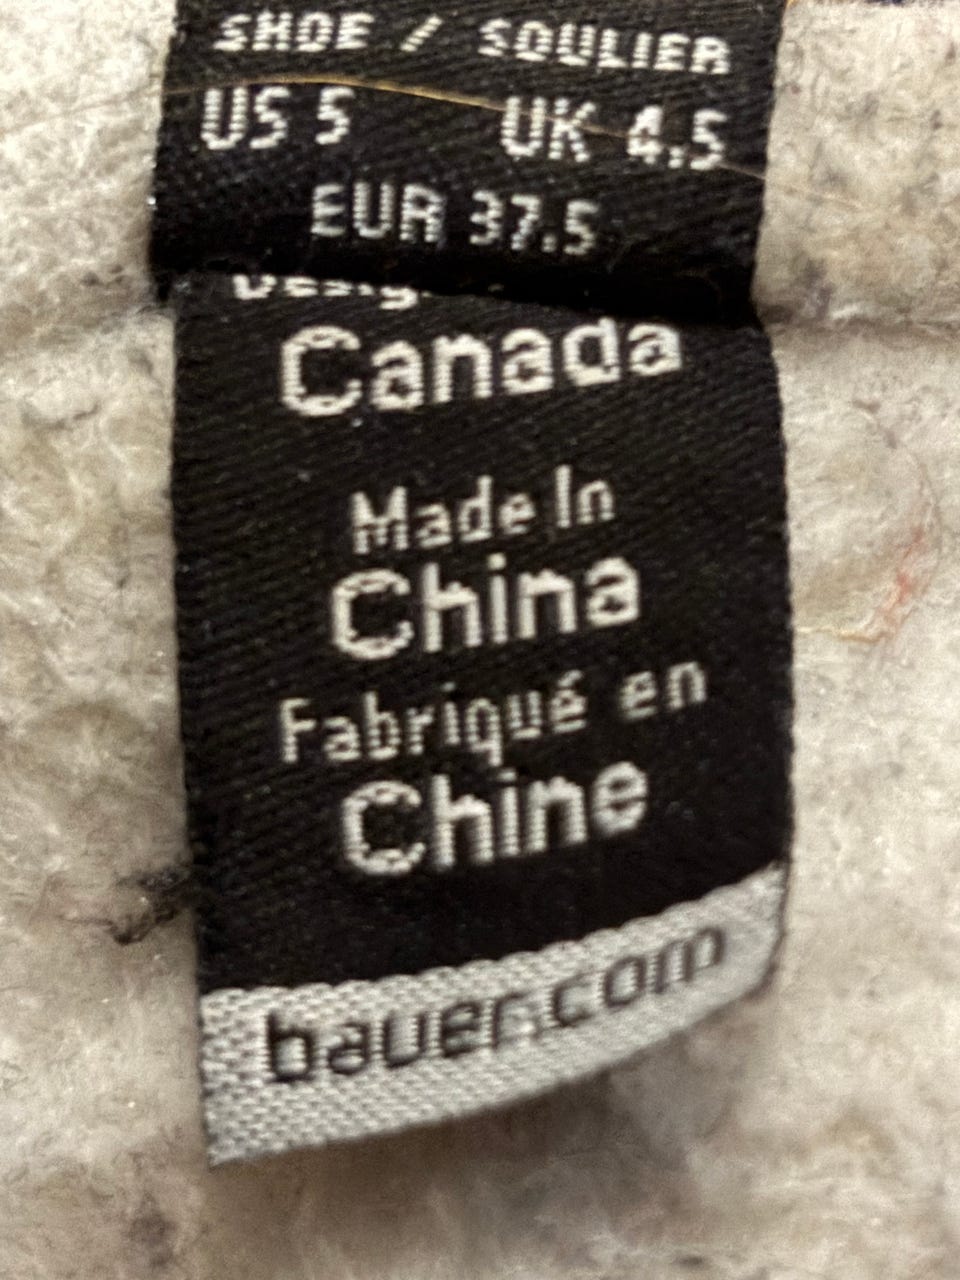 SHOE / SOULIER
US 5 UK 4.5
EUR 37.5
Canada
Made In
China
Fabriqué en
Chine
bauer.com